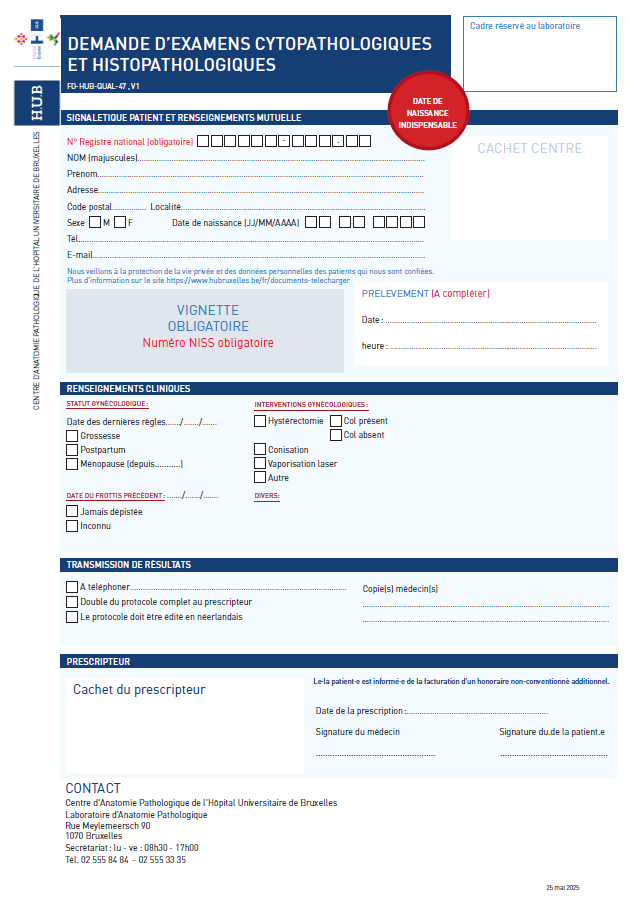 DEMANDE D'EXAMENS CYTOPATHOLOGIQUES
ET HISTOPATHOLOGIQUES
FO-HUB-QUAL-47 ,V1
Cadre réservé au laboratoire
H.U.B
CENTRE D'ANATOMIE PATHOLOGIQUE DE L'HOPITAL UNIVERSITAIRE DE BRUXELLES
DATE DE
NAISSANCE
INDISPENSABLE
SIGNALETIQUE PATIENT ET RENSEIGNEMENTS MUTUELLE
N° Registre national (obligatoire) - .
CACHET CENTRE
NOM (majuscules)
Prénom
Adresse
Code postal Localité
Sexe M F Date de naissance (JJ/MM/AAAA)
Tél
E-mail
Nous veillons à la protection de la vie privée et des données personnelles des patients qui nous sont confiées.
Plus d'information sur le site https://www.hubruxelles.be/fr/documents-telecharger
VIGNETTE
OBLIGATOIRE
Numéro NISS obligatoire
PRELEVEMENT (A compléter)
Date :
heure :
RENSEIGNEMENTS CLINIQUES
STATUT GYNÉCOLOGIQUE:
Date des dernières règles....../....../......
Grossesse
Postpartum
Ménopause (depuis..........)
INTERVENTIONS GYNÉCOLOGIQUES :
Hystérectomie Col présent
Col absent
Conisation
Vaporisation laser
Autre
DATE DU FROTTIS PRÉCÉDENT : ....../....../......
Jamais dépistée
Inconnu
DIVERS:
TRANSMISSION DE RÉSULTATS
A téléphoner
Double du protocole complet au prescripteur
Le protocole doit être édité en néerlandais
Copie(s) médecin(s)
PRESCRIPTEUR
Cachet du prescripteur
Le·la patient·e est informé·e de la facturation d'un honoraire non-conventionné additionnel.
Date de la prescription :
Signature du médecin Signature du.de la patient.e
CONTACT
Centre d'Anatomie Pathologique de l'Hôpital Universitaire de Bruxelles
Laboratoire d'Anatomie Pathologique
Rue Meylemeersch 90
1070 Bruxelles
Secrétariat : lu - ve : 08h30 - 17h00
Tél. 02 555 84 84 - 02 555 33 35
25 mai 2025